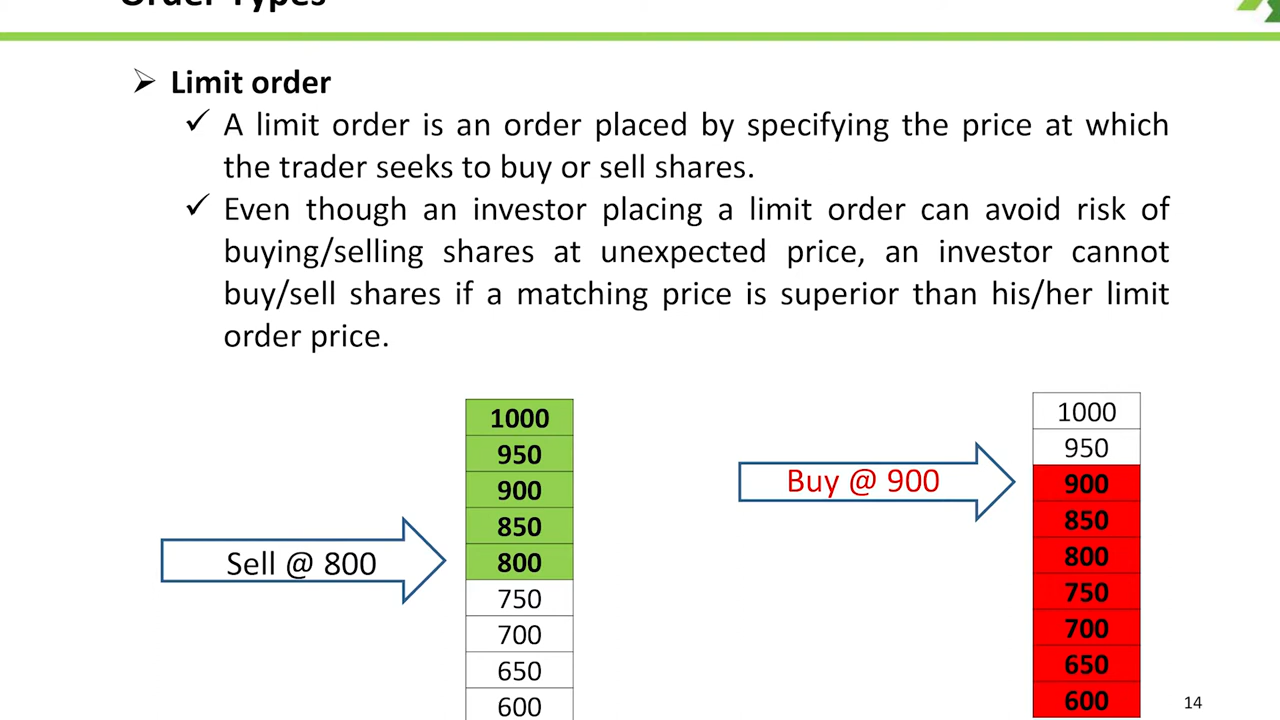 Order Types
Limit order
A limit order is an order placed by specifying the price at which
the trader seeks to buy or sell shares.
Even though an investor placing a limit order can avoid risk of
buying/selling shares at unexpected price, an investor cannot
buy/sell shares if a matching price is superior than his/her limit
order price.
Sell @ 800
1000
950
900
850
800
750
700
650
600
Buy @ 900
1000
950
900
850
800
750
700
650
600
14